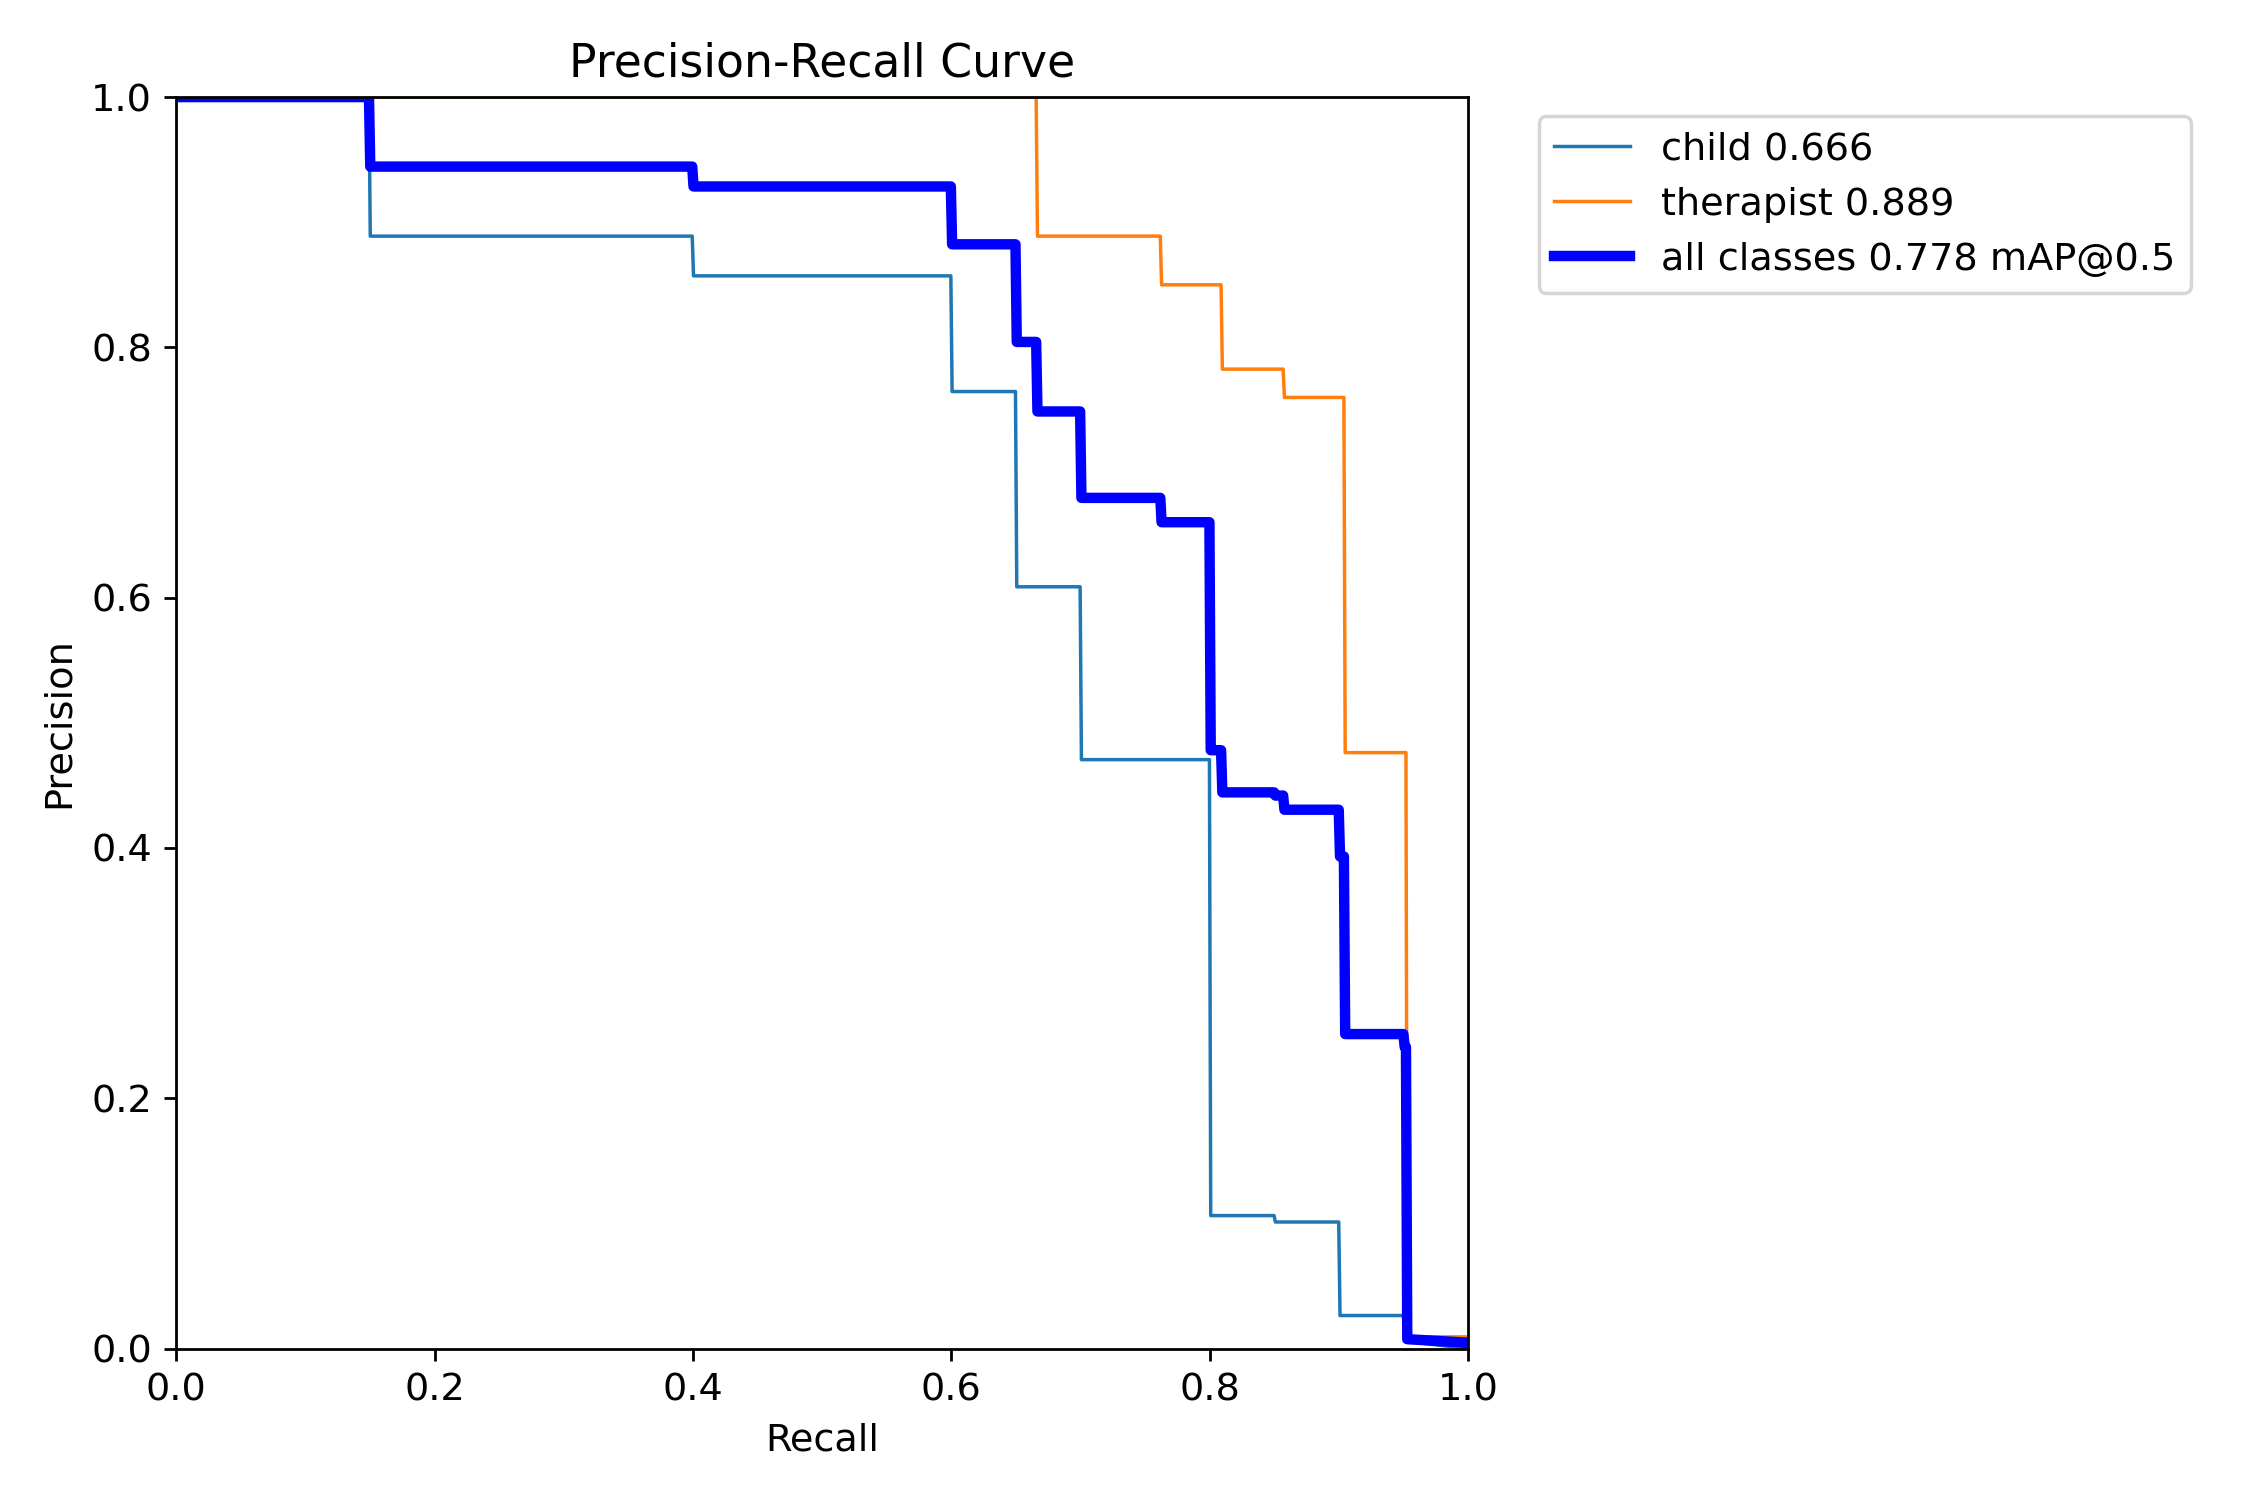 Precision-Recall Curve
child 0.666
therapist 0.889
all classes 0.778 mAP@0.5
1.0
0.8
0.6
0.4
0.2
0.0
Precision
0.0 0.2 0.4 0.6 0.8 1.0
Recall